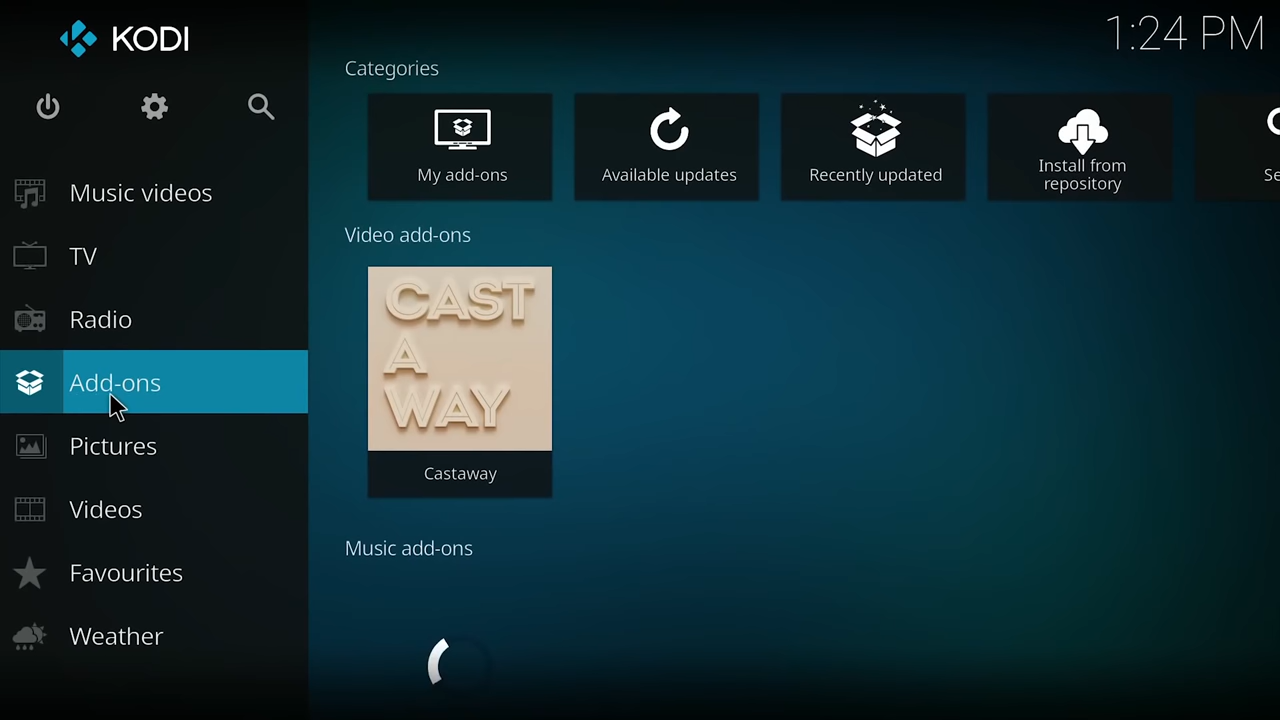 KODI
1:24 PM
Music videos
TV
Radio
Add-ons
Pictures
Videos
Favourites
Weather
Categories
My add-ons
Available updates
Recently updated
Install from
repository
Se
Video add-ons
CAST
A
WAY
Castaway
Music add-ons